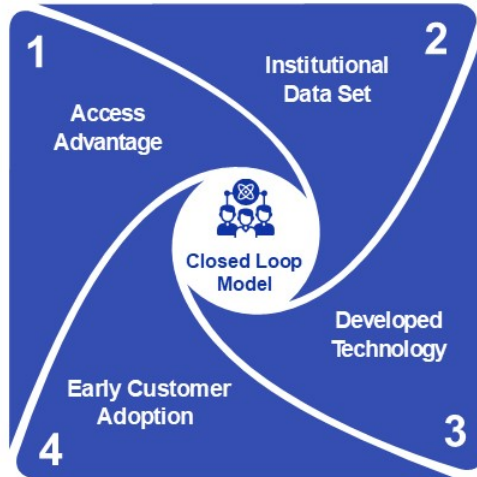 1
Access
Advantage
2
Institutional
Data Set
Closed Loop
Model
Developed
Technology
3
Early Customer
Adoption
4